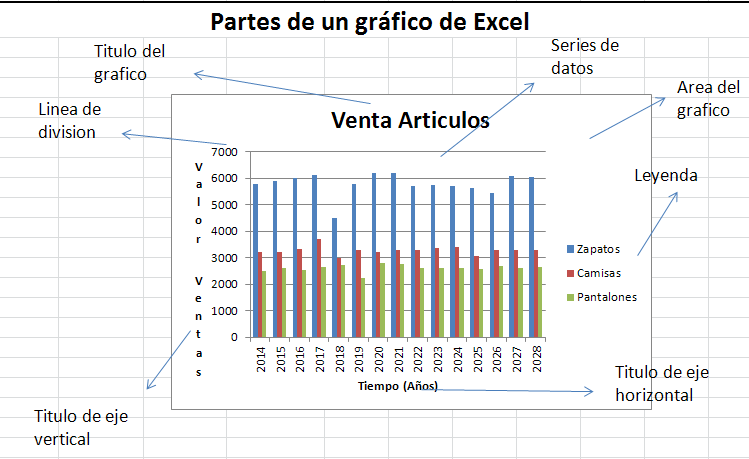 Partes de un gráfico de Excel
Titulo del
grafico
Series de
datos
Area del
grafico
Linea de
division
Venta Articulos
Leyenda
7000
6000
5000
4000
3000
2000
1000
0
Valor Ventas
Zapatos
Camisas
Pantalones
2014 2015 2016 2017 2018 2019 2020 2021 2022 2023 2024 2025 2026 2027 2028
Tiempo (Años)
Titulo de eje
horizontal
Titulo de eje
vertical